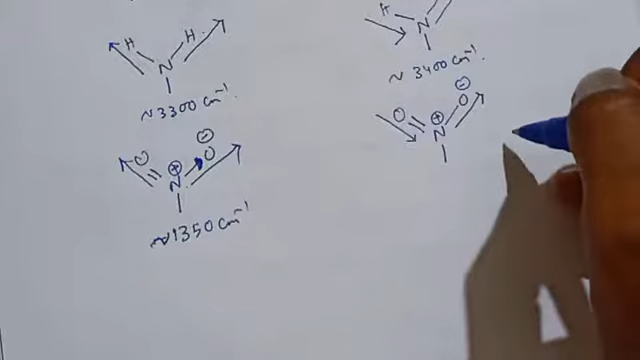 H H
N
~3300 cm⁻¹.
H
N
~3400 cm⁻¹.
⊖
O O
⊕
N
~1350 cm⁻¹
⊖
O O
⊕
N